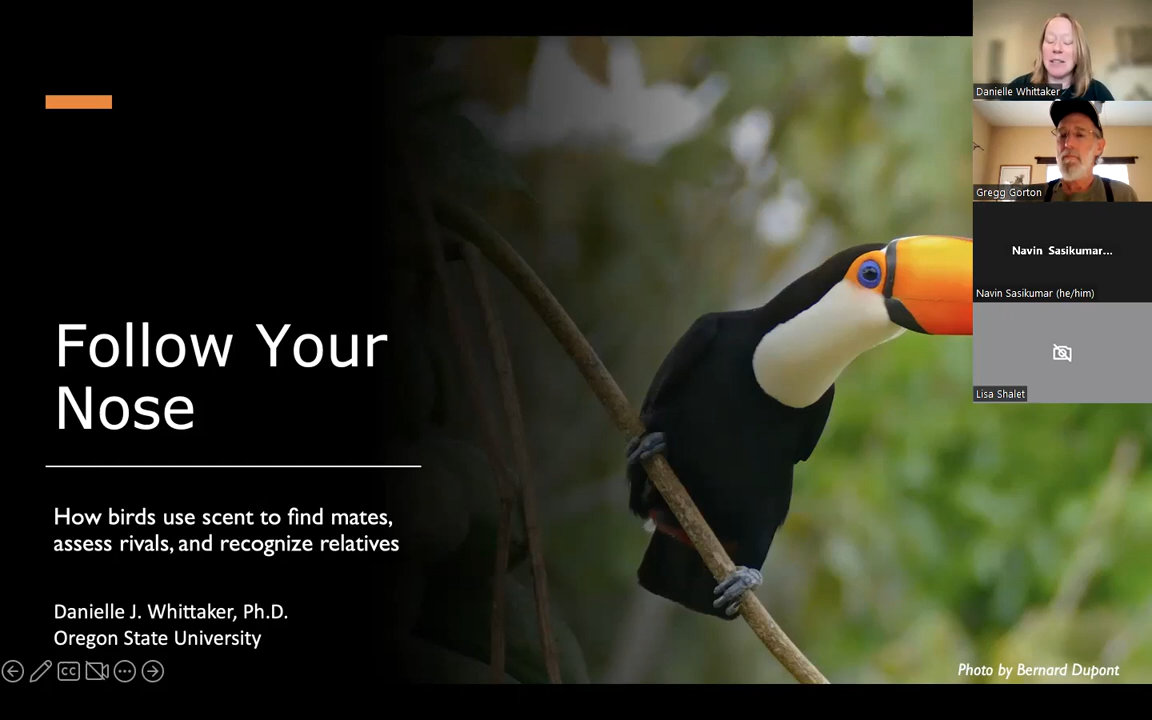 Follow Your
Nose
How birds use scent to find mates,
assess rivals, and recognize relatives
Danielle J. Whittaker, Ph.D.
Oregon State University
CC
Photo by Bernard Dupont
Danielle Whittaker
Gregg Gorton
Navin Sasikumar...
Navin Sasikumar (he/him)
Lisa Shalet